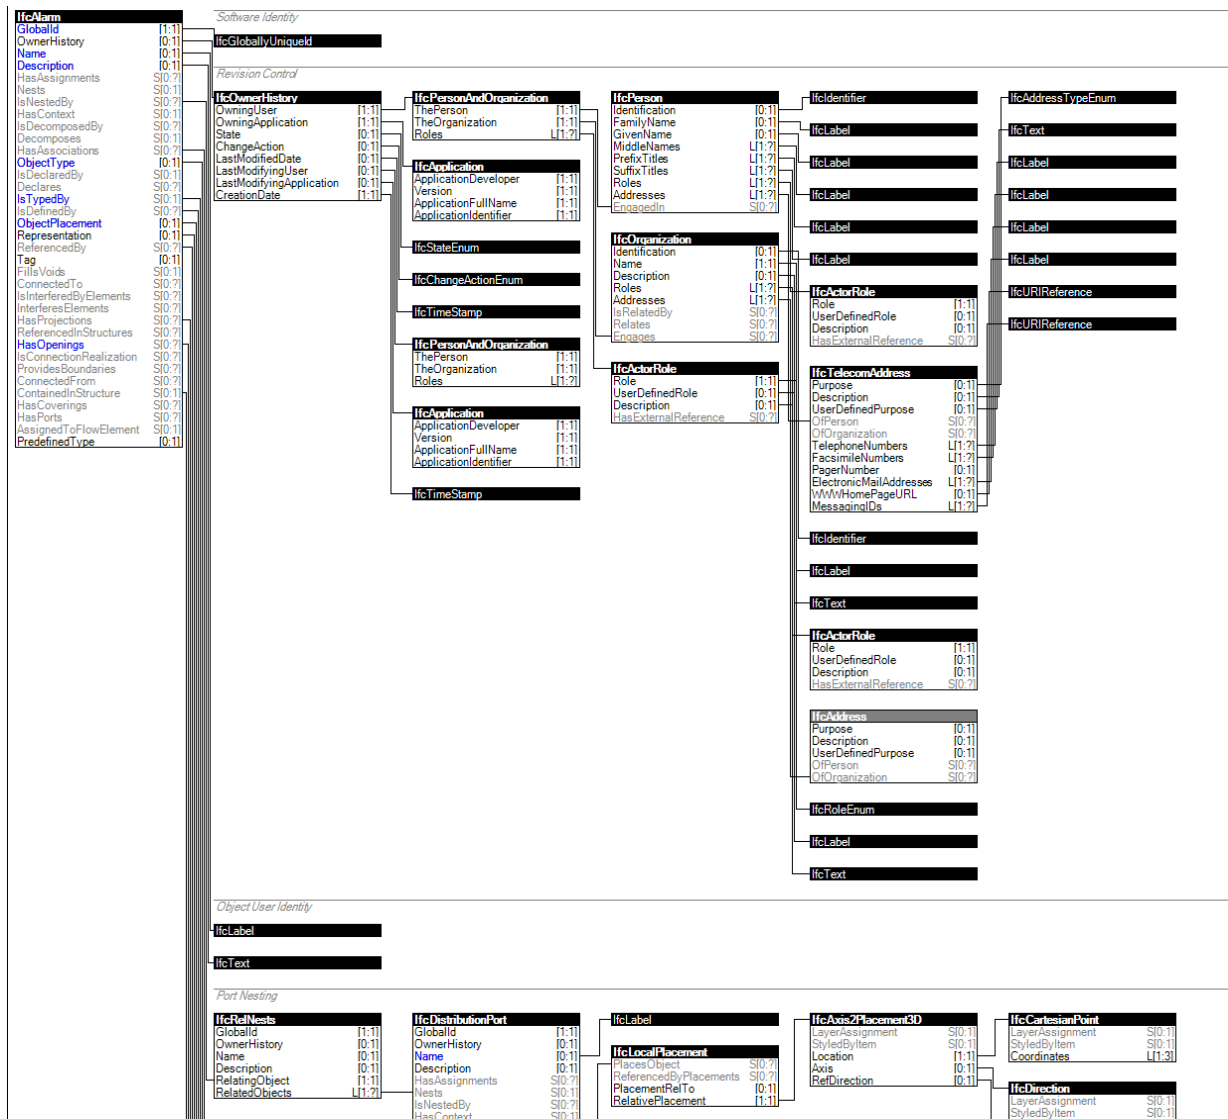 IfcAlarm
GlobalId [1:1]
OwnerHistory [0:1]
Name [0:1]
Description [0:1]
HasAssignments S[0:?]
Nests S[0:1]
IsNestedBy S[0:?]
HasContext S[0:1]
IsDecomposedBy S[0:?]
Decomposes S[0:1]
HasAssociations S[0:?]
ObjectType [0:1]
IsDeclaredBy S[0:1]
Declares S[0:?]
IsTypedBy S[0:1]
IsDefinedBy S[0:?]
ObjectPlacement [0:1]
Representation [0:1]
ReferencedBy S[0:?]
Tag [0:1]
FillsVoids S[0:1]
ConnectedTo S[0:?]
IsInterferedByElements S[0:?]
InterferesElements S[0:?]
HasProjections S[0:?]
ReferencedInStructures S[0:?]
HasOpenings S[0:?]
IsConnectionRealization S[0:?]
ProvidesBoundaries S[0:?]
ConnectedFrom S[0:?]
ContainedInStructure S[0:1]
HasCoverings S[0:?]
HasPorts S[0:?]
AssignedToFlowElement S[0:1]
PredefinedType [0:1]
Software Identity
IfcGloballyUniqueId
Revision Control
IfcOwnerHistory
OwningUser [1:1]
OwningApplication [1:1]
State [0:1]
ChangeAction [0:1]
LastModifiedDate [0:1]
LastModifyingUser [0:1]
LastModifyingApplication [0:1]
CreationDate [1:1]
IfcPersonAndOrganization
ThePerson [1:1]
TheOrganization [1:1]
Roles L[1:?]
IfcApplication
ApplicationDeveloper [1:1]
Version [1:1]
ApplicationFullName [1:1]
ApplicationIdentifier [1:1]
IfcStateEnum
IfcChangeActionEnum
IfcTimeStamp
IfcPersonAndOrganization
ThePerson [1:1]
TheOrganization [1:1]
Roles L[1:?]
IfcApplication
ApplicationDeveloper [1:1]
Version [1:1]
ApplicationFullName [1:1]
ApplicationIdentifier [1:1]
IfcTimeStamp
IfcPerson
Identification [0:1]
FamilyName [0:1]
GivenName [0:1]
MiddleNames L[1:?]
PrefixTitles L[1:?]
SuffixTitles L[1:?]
Roles L[1:?]
Addresses L[1:?]
EngagedIn S[0:?]
IfcOrganization
Identification [0:1]
Name [1:1]
Description [0:1]
Roles L[1:?]
Addresses L[1:?]
IsRelatedBy S[0:?]
Relates S[0:?]
Engages S[0:?]
IfcActorRole
Role [1:1]
UserDefinedRole [0:1]
Description [0:1]
HasExternalReference S[0:?]
IfcIdentifier
IfcLabel
IfcLabel
IfcLabel
IfcLabel
IfcLabel
IfcActorRole
Role [1:1]
UserDefinedRole [0:1]
Description [0:1]
HasExternalReference S[0:?]
IfcTelecomAddress
Purpose [0:1]
Description [0:1]
UserDefinedPurpose [0:1]
OfPerson S[0:?]
OfOrganization S[0:?]
TelephoneNumbers L[1:?]
FacsimileNumbers L[1:?]
PagerNumber [0:1]
ElectronicMailAddresses L[1:?]
WWWHomePageURL [0:1]
MessagingIDs L[1:?]
IfcIdentifier
IfcLabel
IfcText
IfcActorRole
Role [1:1]
UserDefinedRole [0:1]
Description [0:1]
HasExternalReference S[0:?]
IfcAddress
Purpose [0:1]
Description [0:1]
UserDefinedPurpose [0:1]
OfPerson S[0:?]
OfOrganization S[0:?]
IfcRoleEnum
IfcLabel
IfcText
IfcAddressTypeEnum
IfcText
IfcLabel
IfcLabel
IfcLabel
IfcLabel
IfcURIReference
IfcURIReference
Object User Identity
IfcLabel
IfcText
Port Nesting
IfcRelNests
GlobalId [1:1]
OwnerHistory [0:1]
Name [0:1]
Description [0:1]
RelatingObject [1:1]
RelatedObjects L[1:?]
IfcDistributionPort
GlobalId [1:1]
OwnerHistory [0:1]
Name [0:1]
Description [0:1]
HasAssignments S[0:?]
Nests S[0:1]
IsNestedBy S[0:?]
HasContext S[0:1]
IfcLabel
IfcLocalPlacement
PlacesObject S[0:?]
ReferencedByPlacements S[0:?]
PlacementRelTo [0:1]
RelativePlacement [1:1]
IfcAxis2Placement3D
LayerAssignment S[0:1]
StyledByItem S[0:1]
Location [1:1]
Axis [0:1]
RefDirection [0:1]
IfcCartesianPoint
LayerAssignment S[0:1]
StyledByItem S[0:1]
Coordinates L[1:3]
IfcDirection
LayerAssignment S[0:1]
StyledByItem S[0:1]